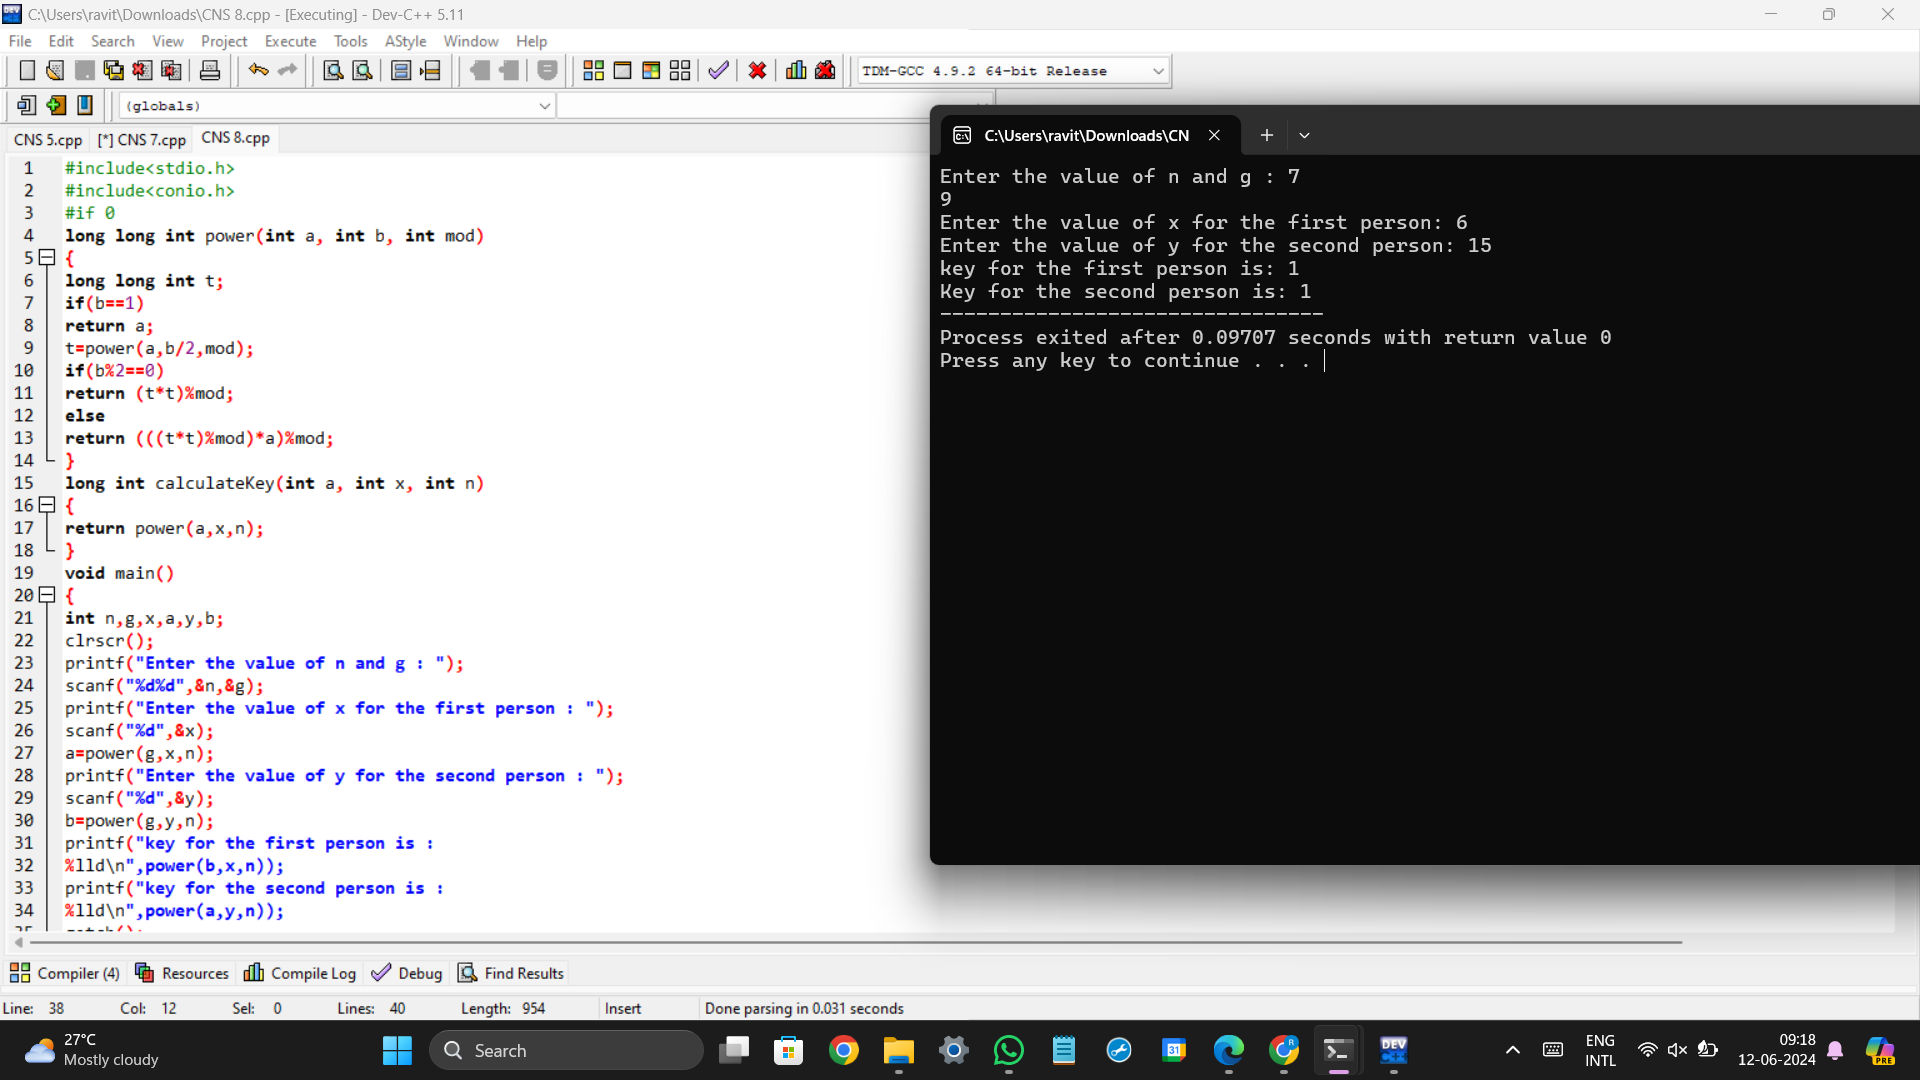 C:\Users\ravit\Downloads\CNS 8.cpp - [Executing] - Dev-C++ 5.11
File Edit Search View Project Execute Tools AStyle Window Help
TDM-GCC 4.9.2 64-bit Release
(globals)
CNS 5.cpp [*] CNS 7.cpp CNS 8.cpp
1 #include<stdio.h>
2 #include<conio.h>
3 #if 0
4 long long int power(int a, int b, int mod)
5 {
6 long long int t;
7 if(b==1)
8 return a;
9 t=power(a,b/2,mod);
10 if(b%2==0)
11 return (t*t)%mod;
12 else
13 return (((t*t)%mod)*a)%mod;
14 }
15 long int calculateKey(int a, int x, int n)
16 {
17 return power(a,x,n);
18 }
19 void main()
20 {
21 int n,g,x,a,y,b;
22 clrscr();
23 printf("Enter the value of n and g : ");
24 scanf("%d%d",&n,&g);
25 printf("Enter the value of x for the first person : ");
26 scanf("%d",&x);
27 a=power(g,x,n);
28 printf("Enter the value of y for the second person : ");
29 scanf("%d",&y);
30 b=power(g,y,n);
31 printf("key for the first person is :
32 %lld\n",power(b,x,n));
33 printf("key for the second person is :
34 %lld\n",power(a,y,n));
C:\Users\ravit\Downloads\CN
Enter the value of n and g : 7
9
Enter the value of x for the first person: 6
Enter the value of y for the second person: 15
key for the first person is: 1
Key for the second person is: 1
--------------------------------
Process exited after 0.09707 seconds with return value 0
Press any key to continue . . .
Compiler (4) Resources Compile Log Debug Find Results
Line: 38 Col: 12 Sel: 0 Lines: 40 Length: 954 Insert Done parsing in 0.031 seconds
27°C
Mostly cloudy
Search
31
DEV
ENG
INTL
09:18
12-06-2024
PRE